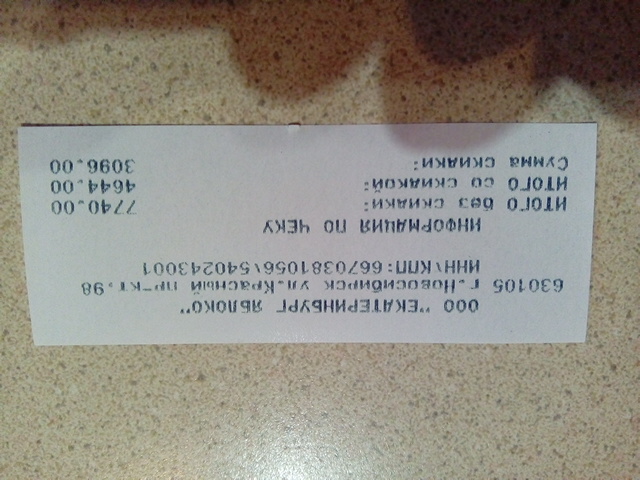 ООО "ЕКАТЕРИНБУРГ ЯБЛОКО"
630105 г.Новосибирск ул.Красный пр-кт,98
ИНН\КПП:6670381056\540243001
ИНФОРМАЦИЯ ПО ЧЕКУ
ИТОГО без скидки: 7740.00
ИТОГО со скидкой: 4644.00
Сумма скидки: 3096.00